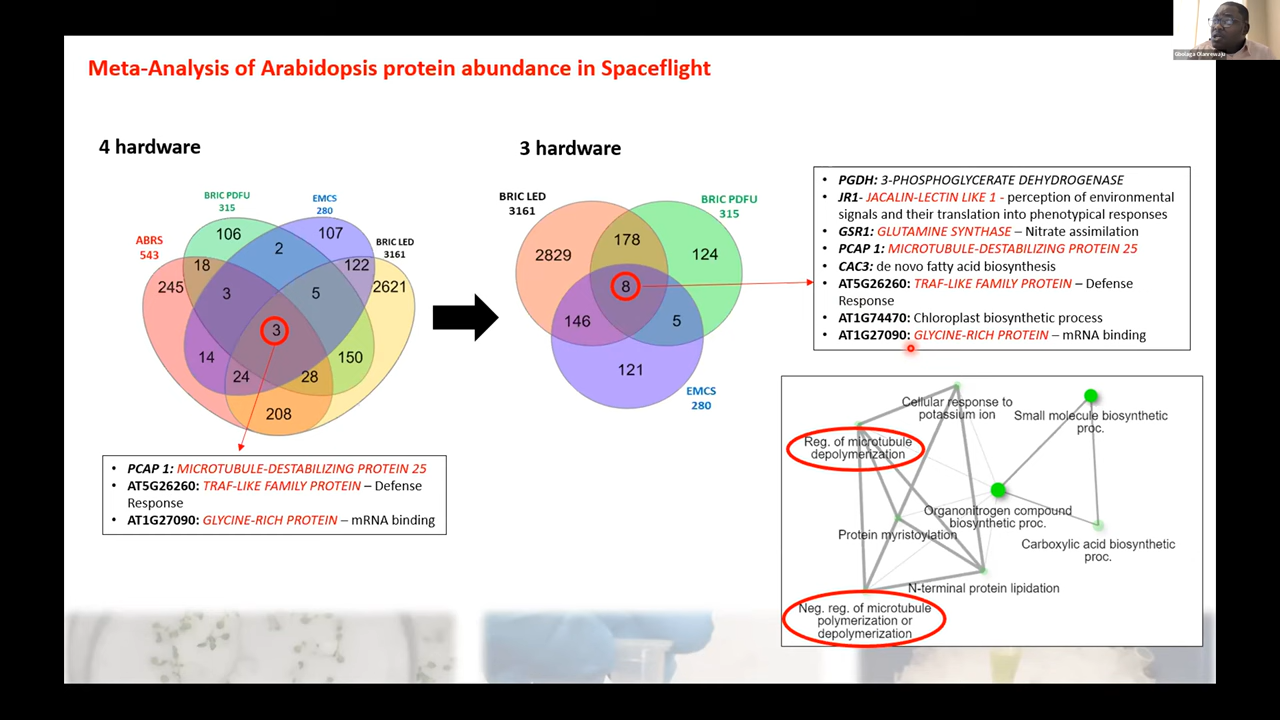 Gbolaga Olanrewaju
Meta-Analysis of Arabidopsis protein abundance in Spaceflight
4 hardware
BRIC PDFU
315
EMCS
280
ABRS
543
BRIC LED
3161
106
2
107
18
122
245
3
5
2621
3
14
150
24
28
208
• PCAP 1: MICROTUBULE-DESTABILIZING PROTEIN 25
• AT5G26260: TRAF-LIKE FAMILY PROTEIN – Defense
Response
• AT1G27090: GLYCINE-RICH PROTEIN – mRNA binding
3 hardware
BRIC LED
3161
BRIC PDFU
315
178
2829
124
8
146
5
121
EMCS
280
• PGDH: 3-PHOSPHOGLYCERATE DEHYDROGENASE
• JR1- JACALIN-LECTIN LIKE 1 - perception of environmental
signals and their translation into phenotypical responses
• GSR1: GLUTAMINE SYNTHASE – Nitrate assimilation
• PCAP 1: MICROTUBULE-DESTABILIZING PROTEIN 25
• CAC3: de novo fatty acid biosynthesis
• AT5G26260: TRAF-LIKE FAMILY PROTEIN – Defense
Response
• AT1G74470: Chloroplast biosynthetic process
• AT1G27090: GLYCINE-RICH PROTEIN – mRNA binding
Cellular response to
potassium ion
Small molecule biosynthetic
proc.
Reg. of microtubule
depolymerization
Organonitrogen compound
biosynthetic proc.
Protein myristoylation
Carboxylic acid biosynthetic
proc.
N-terminal protein lipidation
Neg. reg. of microtubule
polymerization or
depolymerization